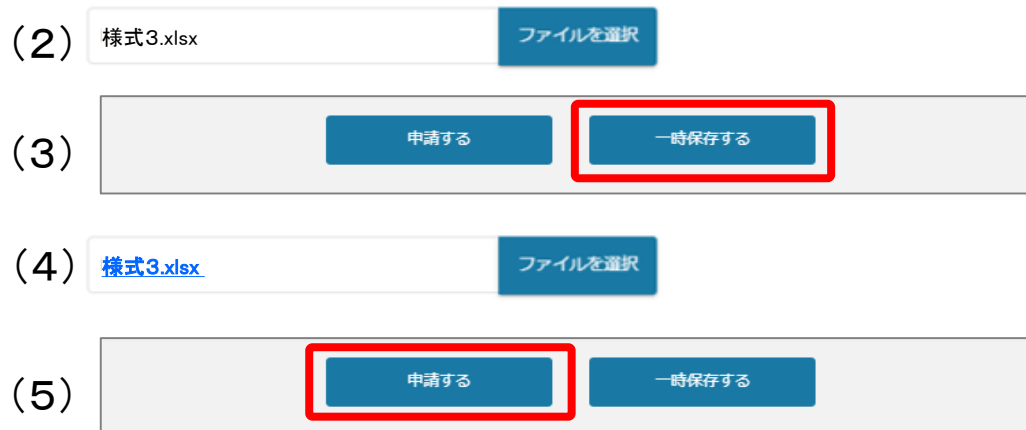 （２） 様式３.xlsx ファイルを選択
（３） 申請する 一時保存する
（４） 様式３.xlsx ファイルを選択
（５） 申請する 一時保存する